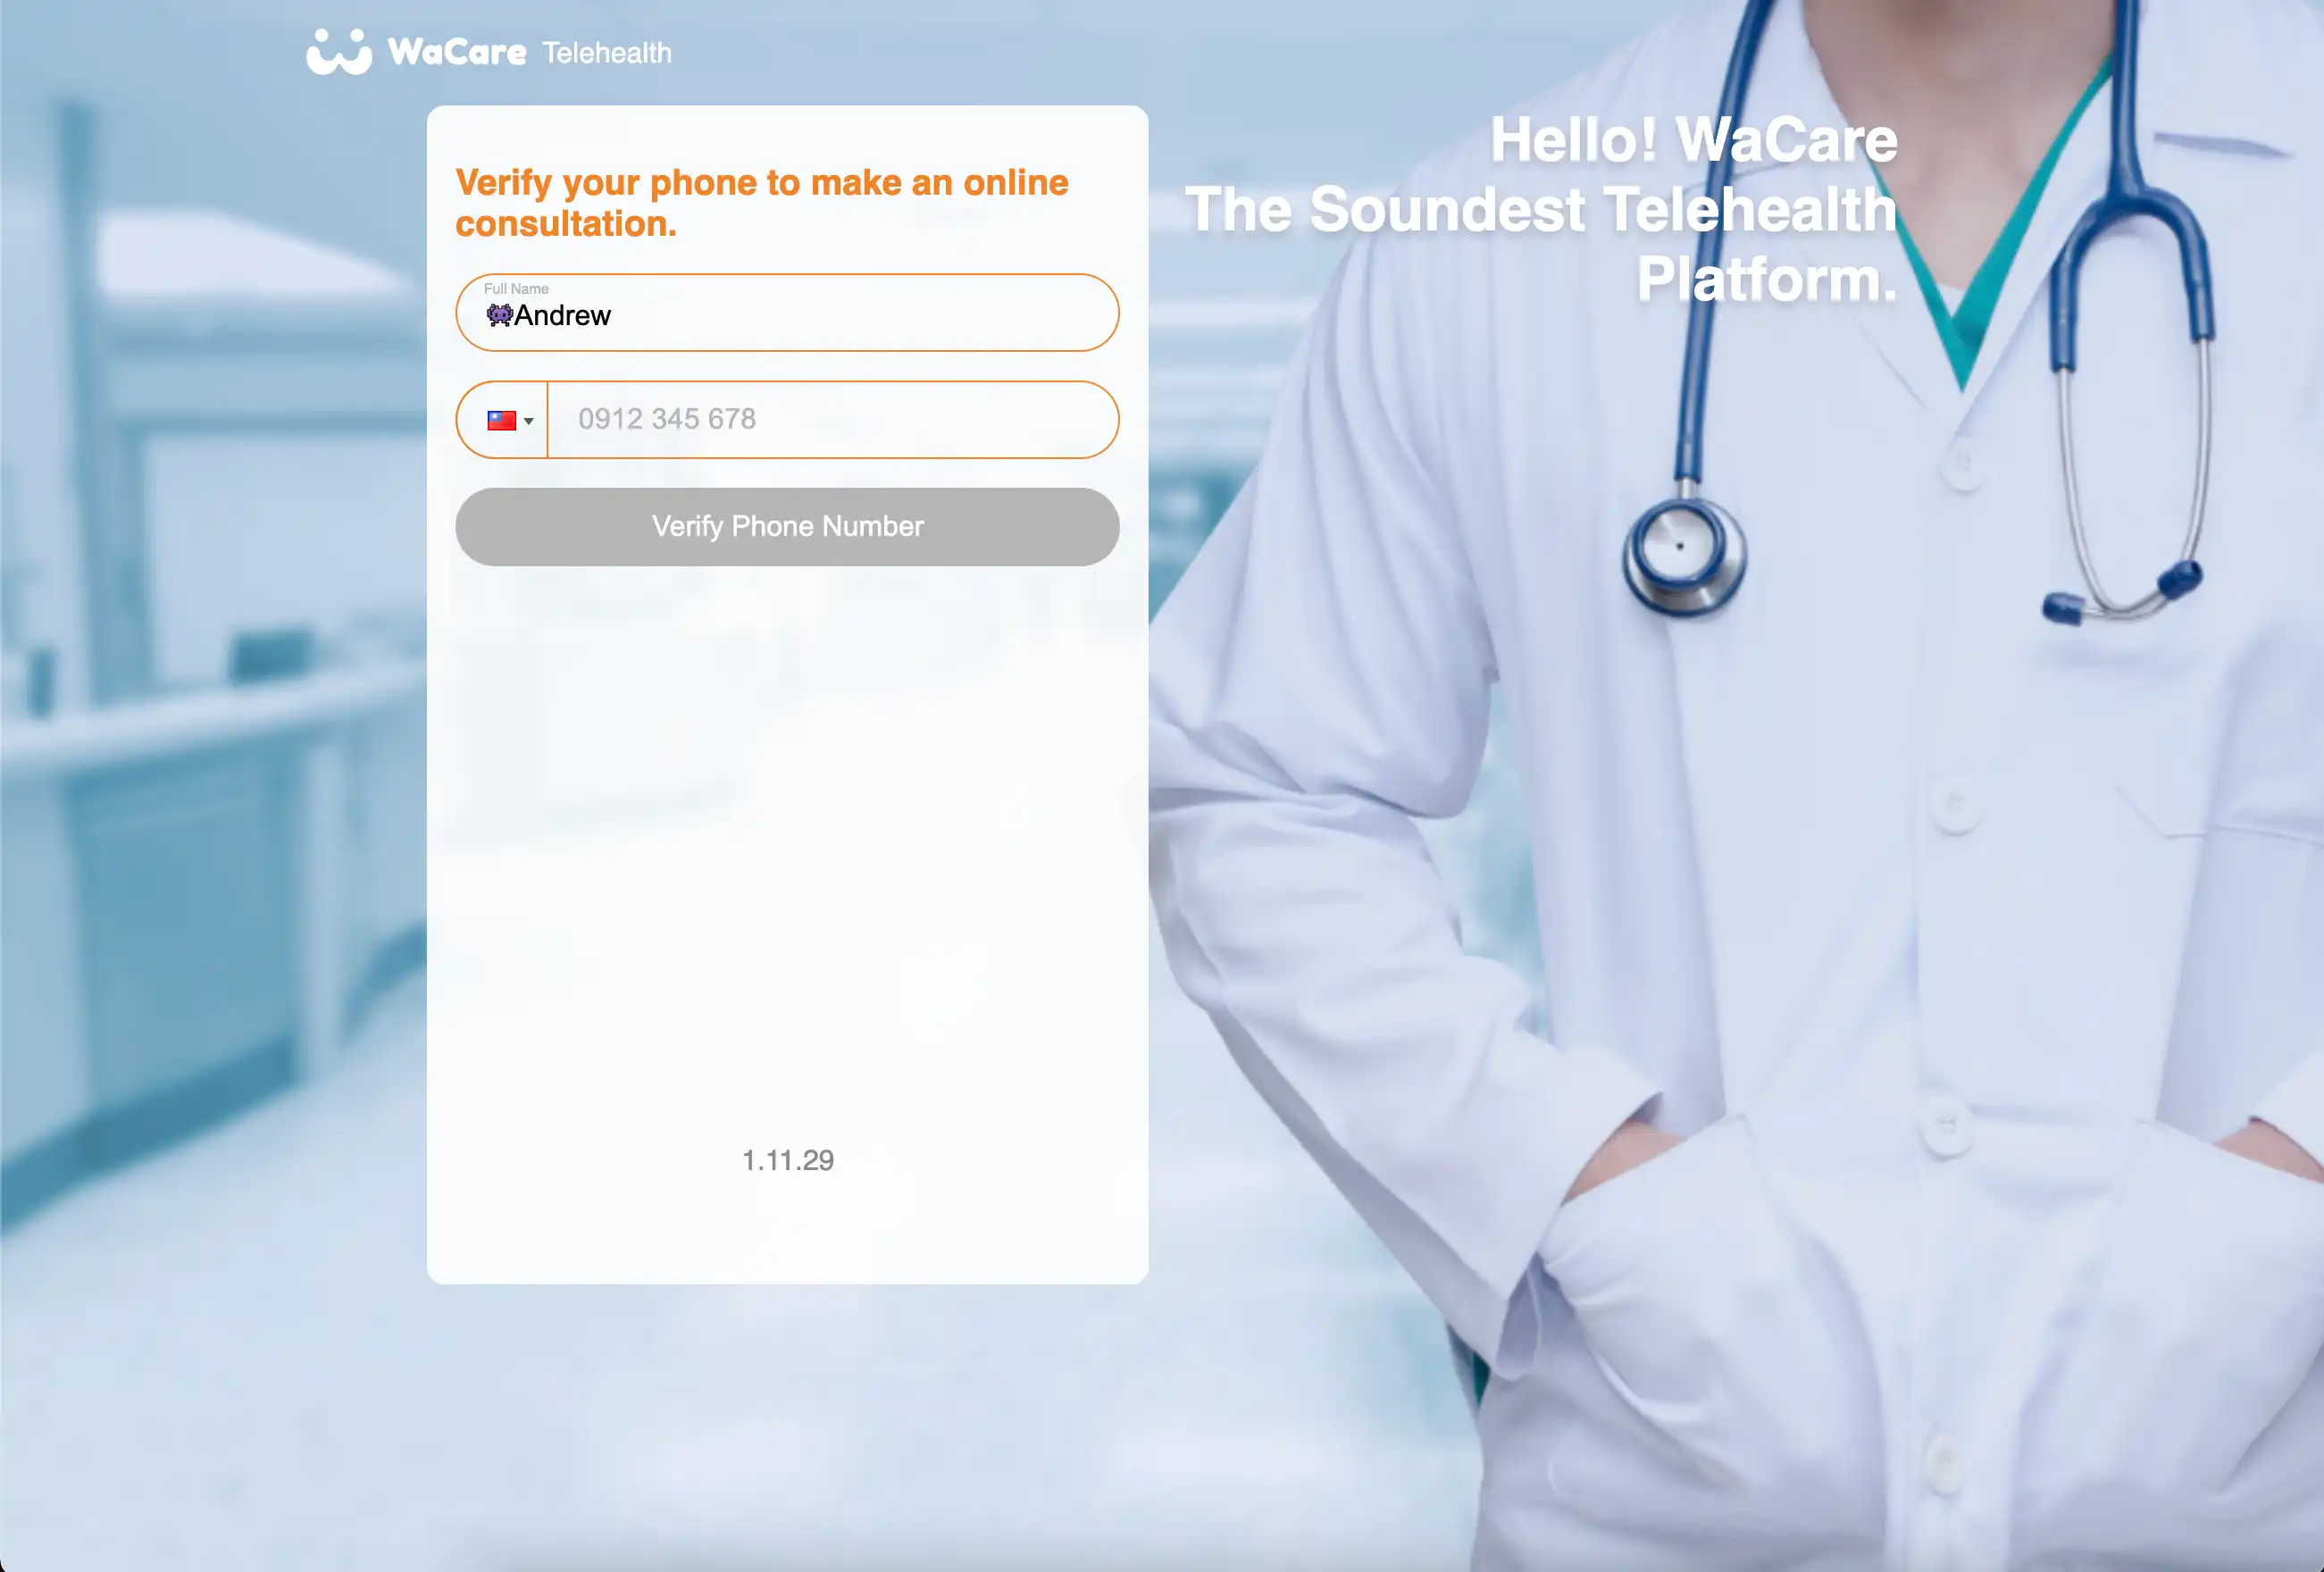 WaCare Telehealth
Verify your phone to make an online
consultation.
Full Name
👾Andrew
0912 345 678
Verify Phone Number
1.11.29
Hello! WaCare
The Soundest Telehealth
Platform.